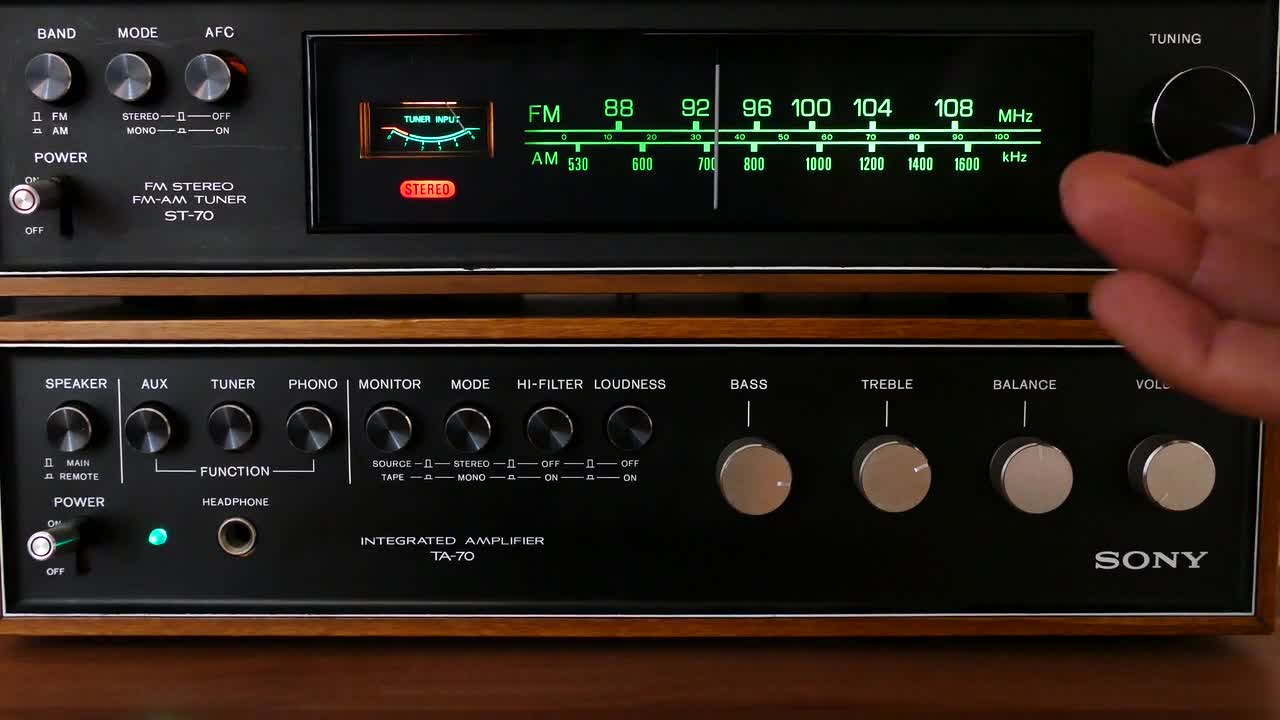 BAND MODE AFC
TUNING
FM
AM
STEREO OFF
MONO ON
POWER
ON
OFF
FM STEREO
FM-AM TUNER
ST-70
TUNER INPUT
STEREO
FM 88 92 96 100 104 108 MHz
0 10 20 30 40 50 60 70 80 90 100
AM 530 600 700 800 1000 1200 1400 1600 kHz
SPEAKER AUX TUNER PHONO MONITOR MODE HI-FILTER LOUDNESS BASS TREBLE BALANCE
MAIN
REMOTE
FUNCTION
SOURCE STEREO OFF OFF
TAPE MONO ON ON
POWER
ON
OFF
HEADPHONE
INTEGRATED AMPLIFIER
TA-70
SONY